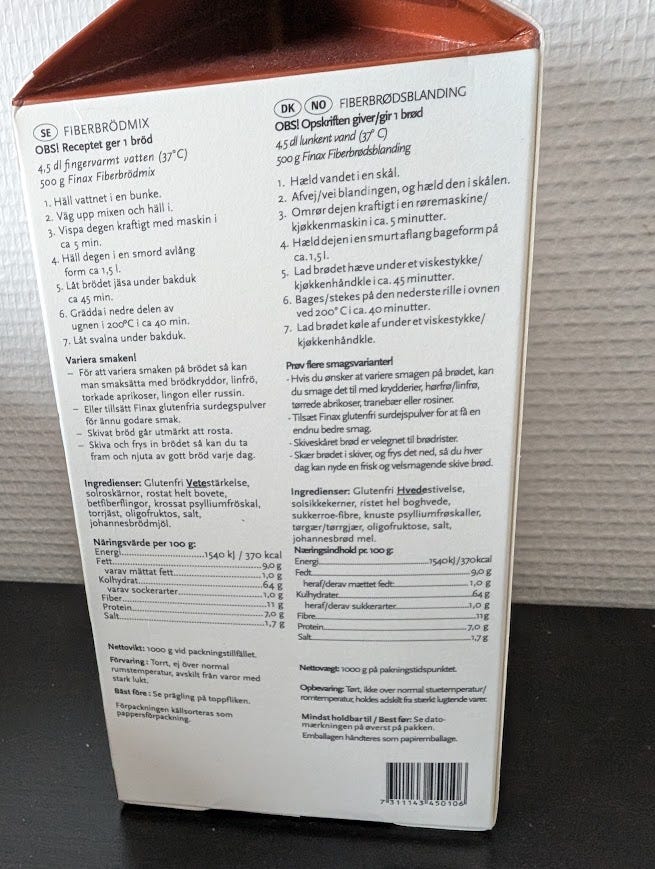 SE FIBERBRÖDMIX
OBS! Receptet ger 1 bröd
4,5 dl fingervarmt vatten (37°C)
500 g Finax Fiberbrödmix
1. Häll vattnet i en bunke.
2. Väg upp mixen och häll i.
3. Vispa degen kraftigt med maskin i
ca 5 min.
4. Häll degen i en smord avlång
form ca 1,5 l.
5. Låt brödet jäsa under bakduk
ca 45 min.
6. Grädda i nedre delen av
ugnen i 200°C i ca 40 min.
7. Låt svalna under bakduk.
Variera smaken!
– För att variera smaken på brödet så kan
man smaksätta med brödkryddor, linfrö,
torkade aprikoser, lingon eller russin.
– Eller tillsätt Finax glutenfria surdegspulver
för ännu godare smak.
– Skivat bröd går utmärkt att rosta.
– Skiva och frys in brödet så kan du ta
fram och njuta av gott bröd varje dag.
Ingredienser: Glutenfri Vetestärkelse,
solroskärnor, rostat helt bovete,
betfiberflingor, krossat psylliumfröskal,
torrjäst, oligofruktos, salt,
johannesbrödmjöl.
Näringsvärde per 100 g:
Energi....1540 kJ / 370 kcal
Fett....9,0 g
varav mättat fett....1,0 g
Kolhydrat....64 g
varav sockerarter....1,0 g
Fiber....11 g
Protein....7,0 g
Salt....1,7 g
Nettovikt: 1000 g vid packningstillfället.
Förvaring: Torrt, ej över normal
rumstemperatur, avskilt från varor med
stark lukt.
Bäst före: Se prägling på toppfliken.
Förpackningen källsorteras som
pappersförpackning.
DK NO FIBERBRØDSBLANDING
OBS! Opskriften giver/gir 1 brød
4,5 dl lunkent vand (37° C)
500 g Finax Fiberbrødsblanding
1. Hæld vandet i en skål.
2. Afvej/vei blandingen, og hæld den i skålen.
3. Omrør dejen kraftigt i en røremaskine/
kjøkkenmaskin i ca. 5 minutter.
4. Hæld dejen i en smurt aflang bageform på
ca. 1,5 l.
5. Lad brødet hæve under et viskestykke/
kjøkkenhåndkle i ca. 45 minutter.
6. Bages/stekes på den nederste rille i ovnen
ved 200° C i ca. 40 minutter.
7. Lad brødet køle af under et viskestykke/
kjøkkenhåndkle.
Prøv flere smagsvarianter!
- Hvis du ønsker at variere smagen på brødet, kan
du smage det til med krydderier, hørfrø/linfrø,
tørrede abrikoser, tranebær eller rosiner.
- Tilsæt Finax glutenfri surdejspulver for at få en
endnu bedre smag.
- Skiveskåret brød er velegnet til brødrister.
- Skær brødet i skiver, og frys det ned, så du hver
dag kan nyde en frisk og velsmagende skive brød.
Ingredienser: Glutenfri Hvedestivelse,
solsikkekerner, ristet hel boghvede,
sukkerroe-fibre, knuste psylliumfrøskaller,
tørgær/tørrgjær, oligofruktose, salt,
johannesbrød mel.
Næringsindhold pr. 100 g:
Energi....1540kJ/370kcal
Fedt....9,0 g
heraf/derav mættet fedt....1,0 g
Kulhydrater....64 g
heraf/derav sukkerarter....1,0 g
Fibre....11 g
Protein....7,0 g
Salt....1,7 g
Nettovægt: 1000 g på pakningstidspunktet.
Opbevaring: Tørt, ikke over normal stuetemperatur/
romtemperatur, holdes adskilt fra stærkt lugtende varer.
Mindst holdbar til / Best før: Se dato-
mærkningen på øverst på pakken.
Emballagen håndteres som papiremballage.
7 311143 450106